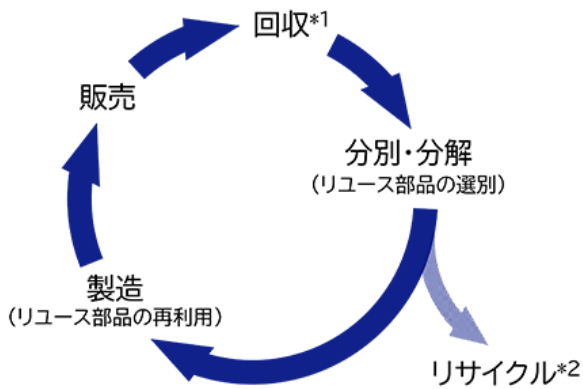 回収*1
販売
分別・分解
(リユース部品の選別)
製造
(リユース部品の再利用)
リサイクル*2